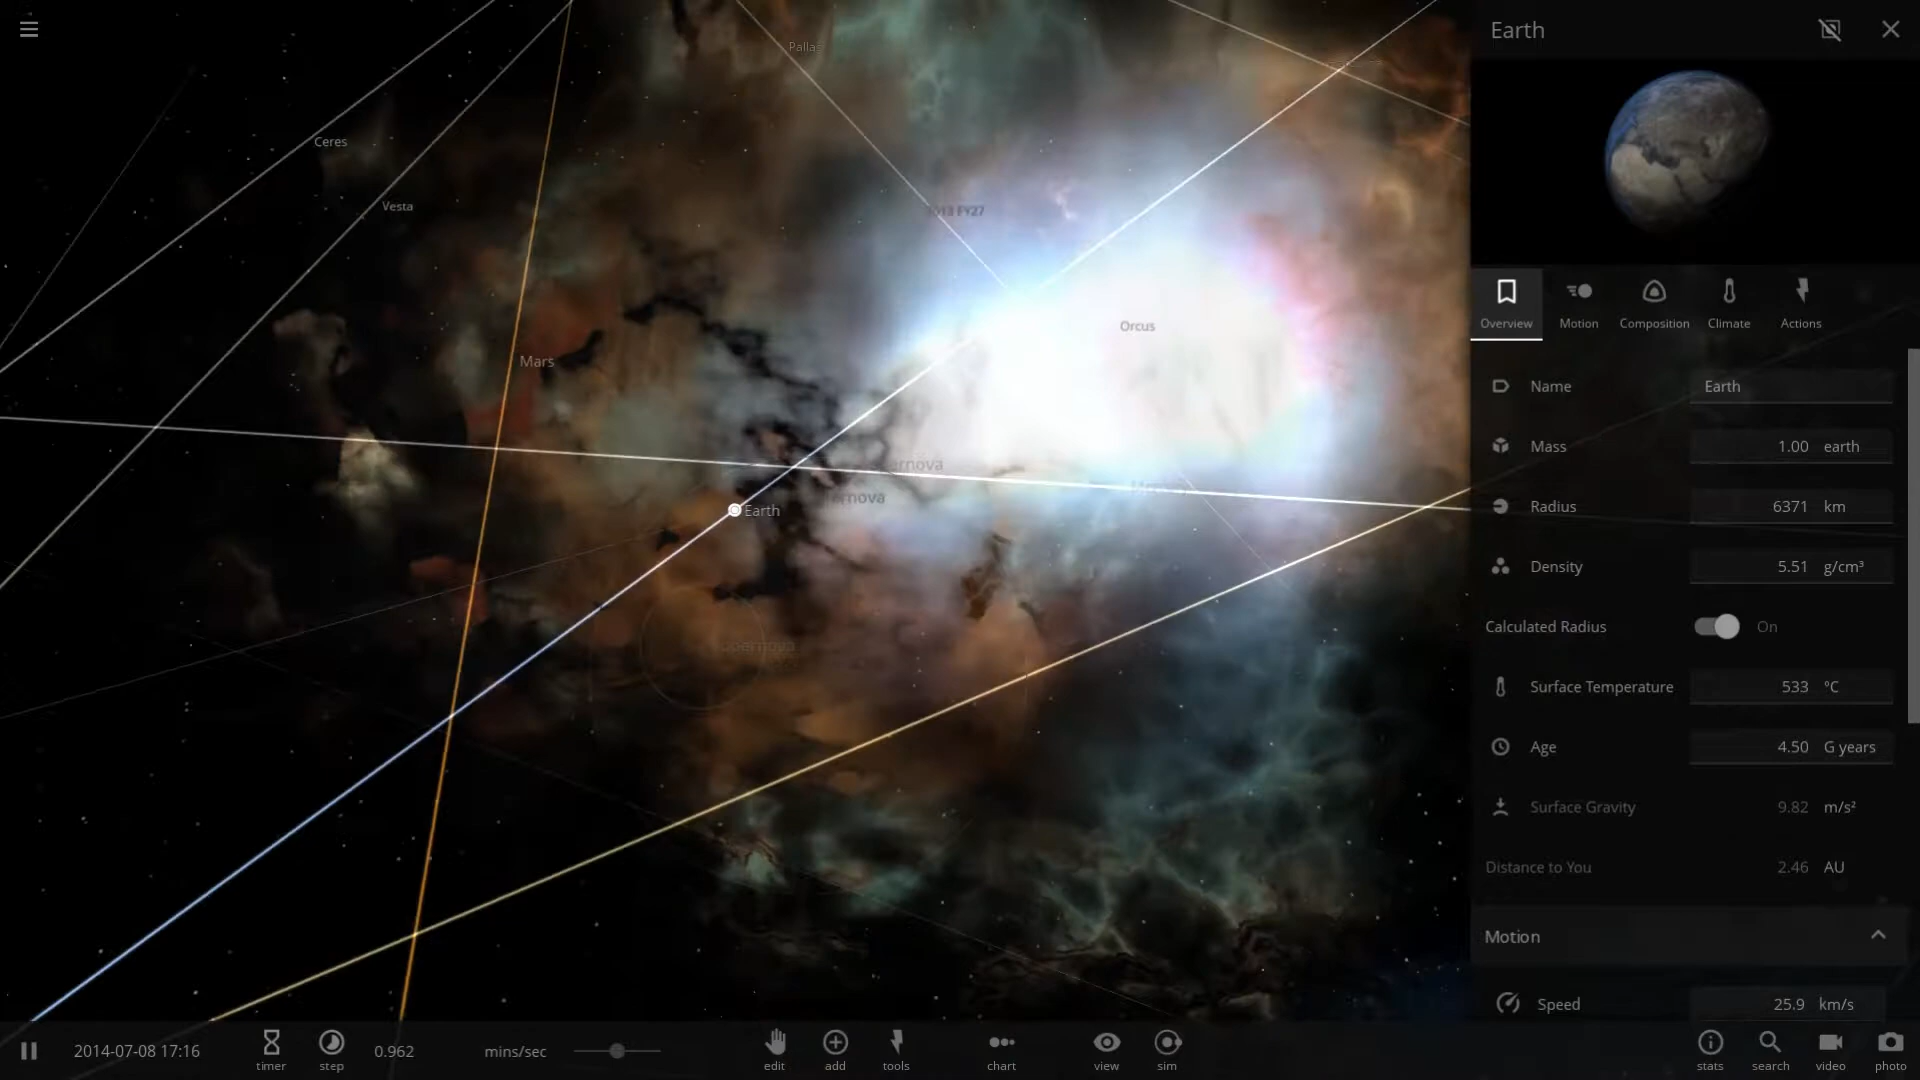 Earth
Pallas
Ceres
Vesta
Orcus
Mars
Earth
Overview
Motion
Composition
Climate
Actions
Name Earth
Mass 1.00 earth
Radius 6371 km
Density 5.51 g/cm³
Calculated Radius On
Surface Temperature 533 °C
Age 4.50 G years
Surface Gravity 9.82 m/s²
Distance to You 2.46 AU
Motion
Speed 25.9 km/s
2014-07-08 17:16
timer
step
0.962 mins/sec
edit
add
tools
chart
view
sim
stats
search
video
photo